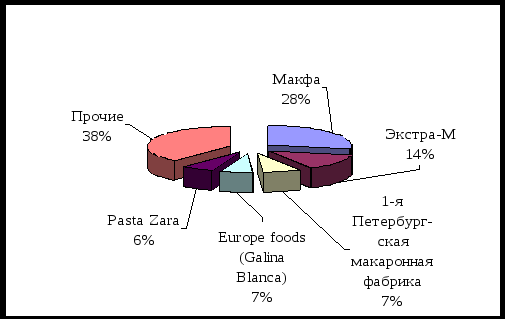 Макфа
28%
Прочие
38%
Экстра-М
14%
1-я
Петербург-
ская
макаронная
фабрика
7%
Europe foods
(Galina
Blanca)
7%
Pasta Zara
6%